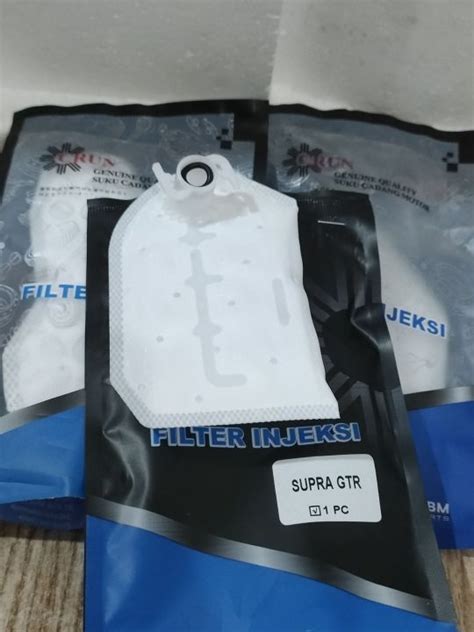 CRUN
GENUINE QUALITY
SUKU CADANG MOTOR
CRUN
GENUINE QUALITY
SUKU CADANG MOTOR
FILTER
INJEKSI
FILTER INJEKSI
SUPRA GTR
1 PC